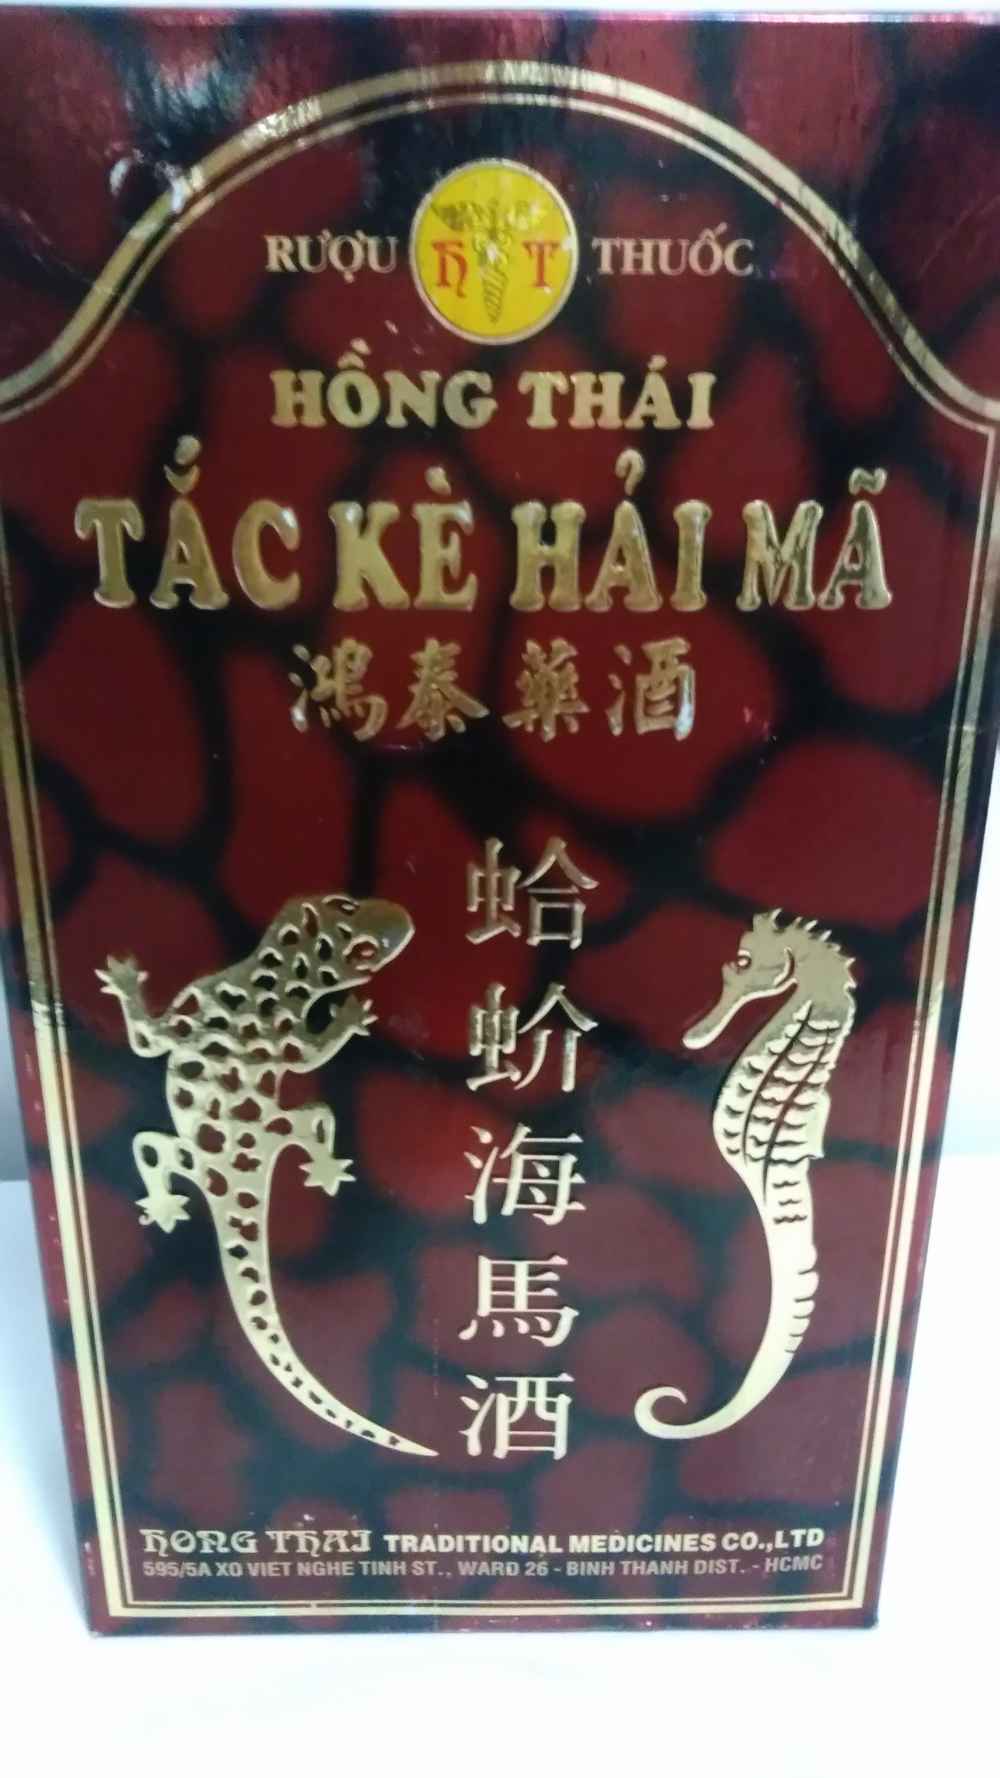 RƯỢU HT THUỐC
HỒNG THÁI
TẮC KÈ HẢI MÃ
鴻泰藥酒
蛤
蚧
海
馬
酒
HONG THAI TRADITIONAL MEDICINES CO.,LTD
595/5A XO VIET NGHE TINH ST., WARD 26 - BINH THANH DIST. - HCMC